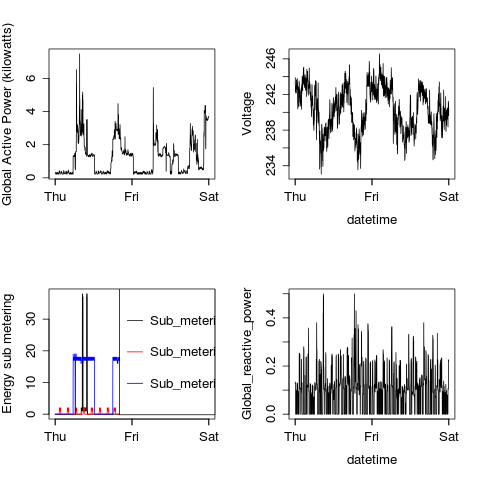 Global Active Power (kilowatts)
0 2 4 6
Thu Fri Sat
Voltage
234 238 242 246
Thu Fri Sat
datetime
Energy sub metering
0 10 20 30
Sub_meteri
Sub_meteri
Sub_meteri
Thu Fri Sat
Global_reactive_power
0.0 0.2 0.4
Thu Fri Sat
datetime